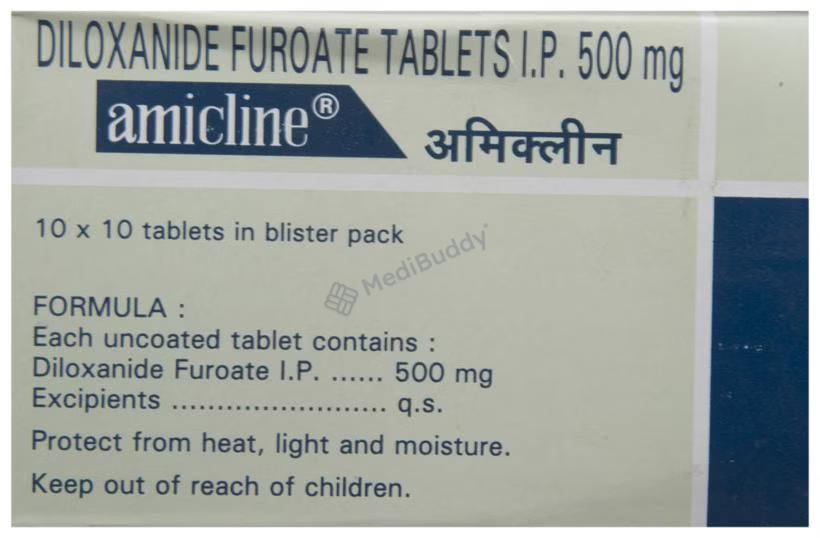 DILOXANIDE FUROATE TABLETS I.P. 500 mg
amicline®
अमिक्लीन
10 x 10 tablets in blister pack
MediBuddy
FORMULA :
Each uncoated tablet contains :
Diloxanide Furoate I.P. ...... 500 mg
Excipients ........................ q.s.
Protect from heat, light and moisture.
Keep out of reach of children.